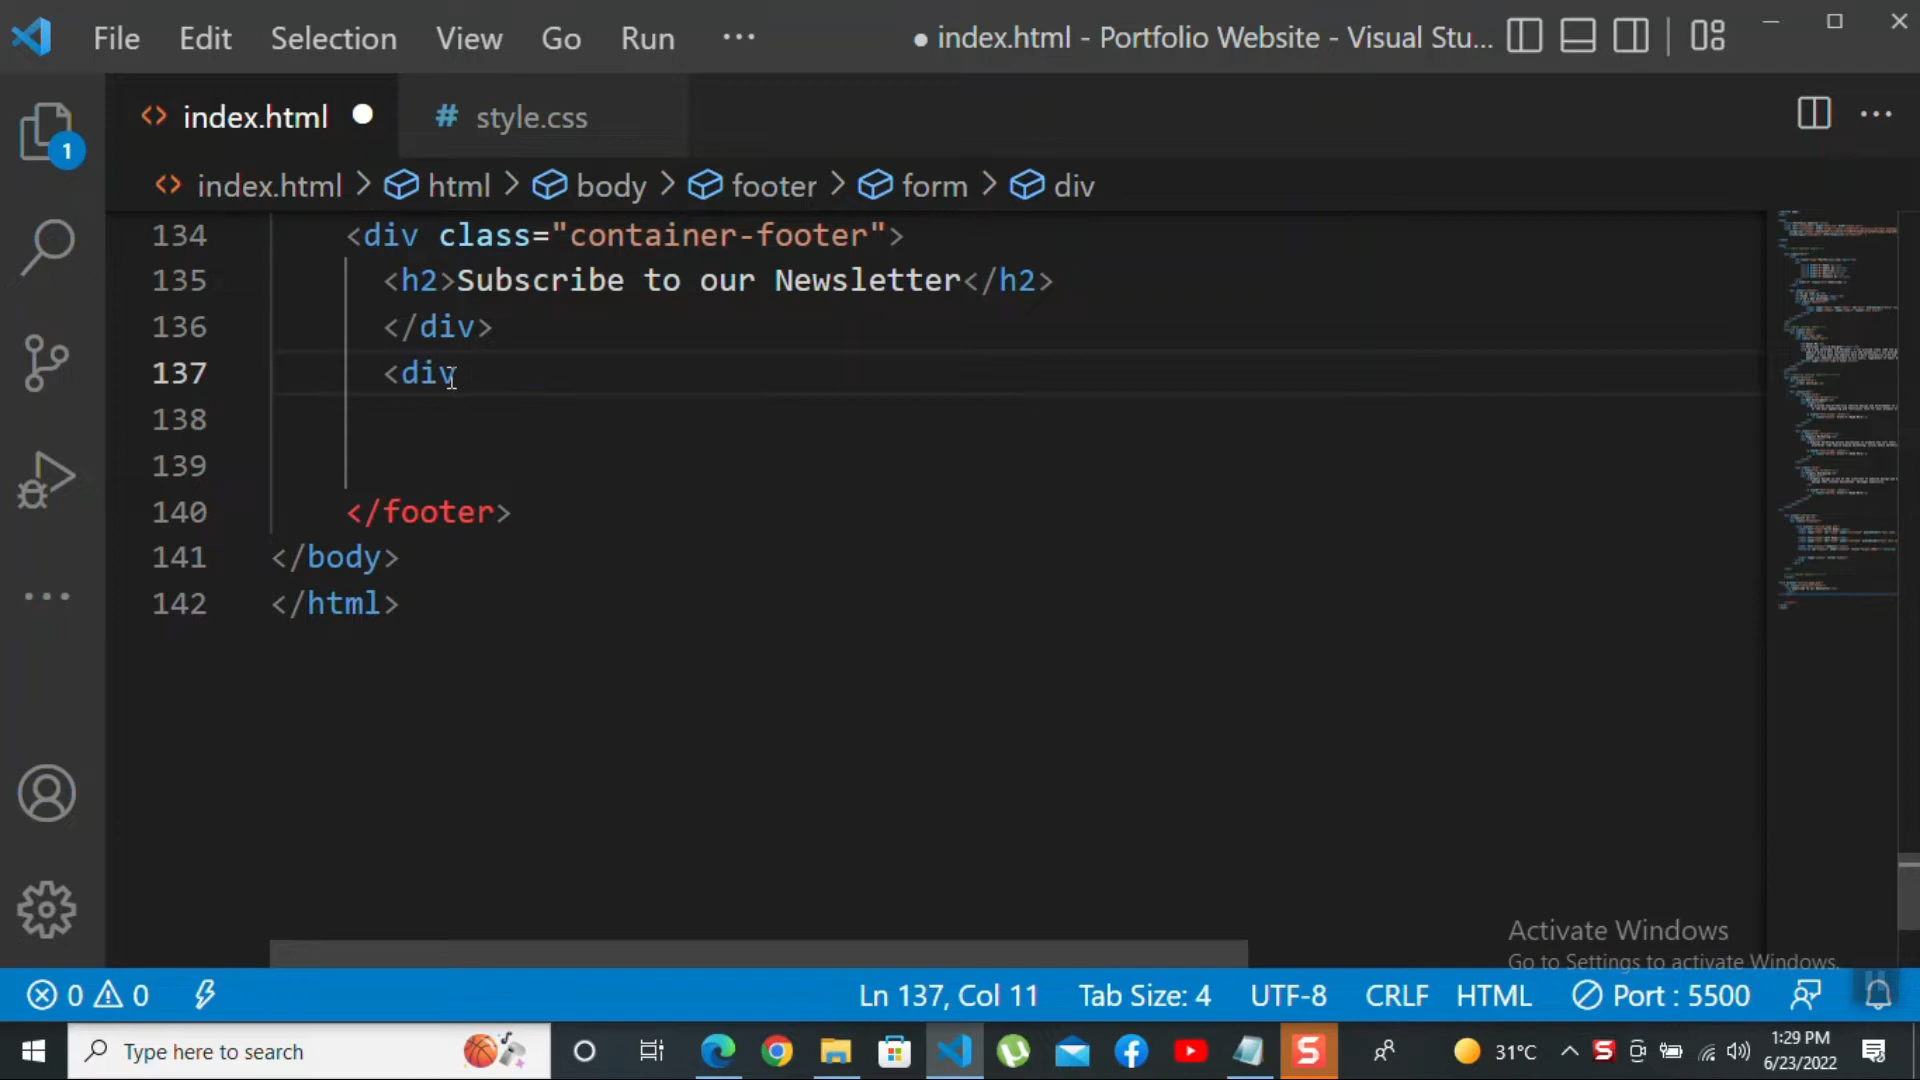 File Edit Selection View Go Run ··· ● index.html - Portfolio Website - Visual Stu...
<> index.html ● # style.css
<> index.html > html > body > footer > form > div
1
134 <div class="container-footer">
135 <h2>Subscribe to our Newsletter</h2>
136 </div>
137 <div
138
139
140 </footer>
141 </body>
142 </html>
Activate Windows
Go to Settings to activate Windows.
0 0 Ln 137, Col 11 Tab Size: 4 UTF-8 CRLF HTML Port : 5500
Type here to search 31°C 1:29 PM
6/23/2022